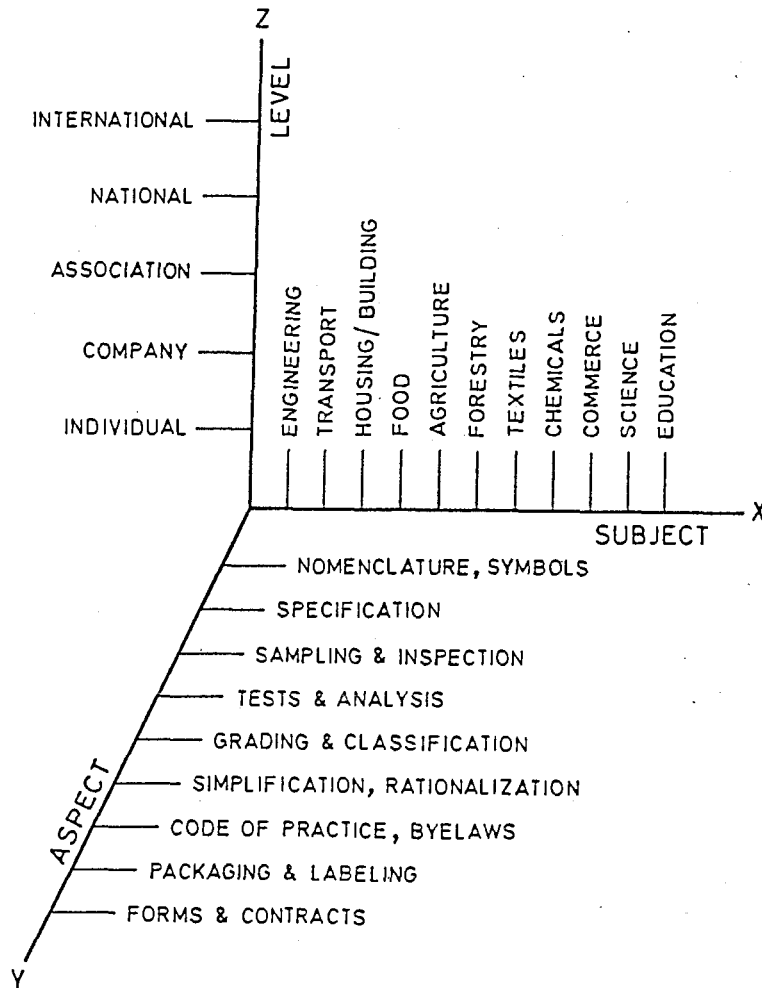 Z
LEVEL
INTERNATIONAL
NATIONAL
ASSOCIATION
COMPANY
INDIVIDUAL
ENGINEERING
TRANSPORT
HOUSING/BUILDING
FOOD
AGRICULTURE
FORESTRY
TEXTILES
CHEMICALS
COMMERCE
SCIENCE
EDUCATION
X
SUBJECT
NOMENCLATURE, SYMBOLS
SPECIFICATION
SAMPLING & INSPECTION
TESTS & ANALYSIS
GRADING & CLASSIFICATION
SIMPLIFICATION, RATIONALIZATION
CODE OF PRACTICE, BYELAWS
PACKAGING & LABELING
FORMS & CONTRACTS
ASPECT
Y